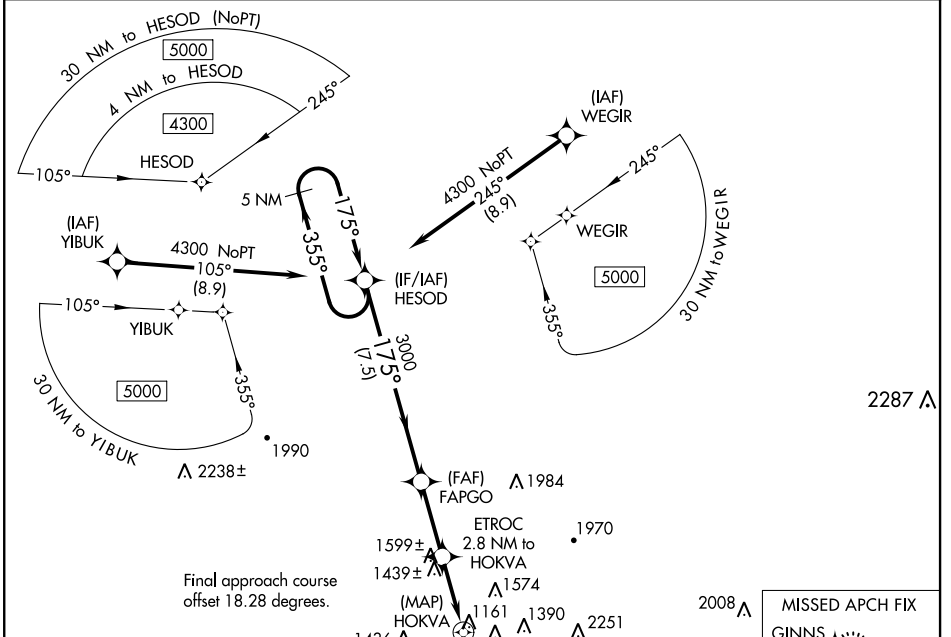 30 NM to HESOD (NoPT)
5000
4 NM to HESOD
4300
245°
105°
HESOD
(IAF)
WEGIR
4300 NoPT
245°
(8.9)
245°
WEGIR
5000
355°
30 NM to WEGIR
5 NM
175°
355°
(IAF)
YIBUK
4300 NoPT
105°
(8.9)
(IF/IAF)
HESOD
105°
YIBUK
5000
355°
30 NM to YIBUK
3000
175°
(7.5)
2287
1990
2238±
(FAF)
FAPGO
1984
ETROC
2.8 NM to
HOKVA
1970
1599±
1439±
Final approach course
offset 18.28 degrees.
1574
(MAP)
HOKVA
1161
1390
2251
2008
MISSED APCH FIX
GINNS